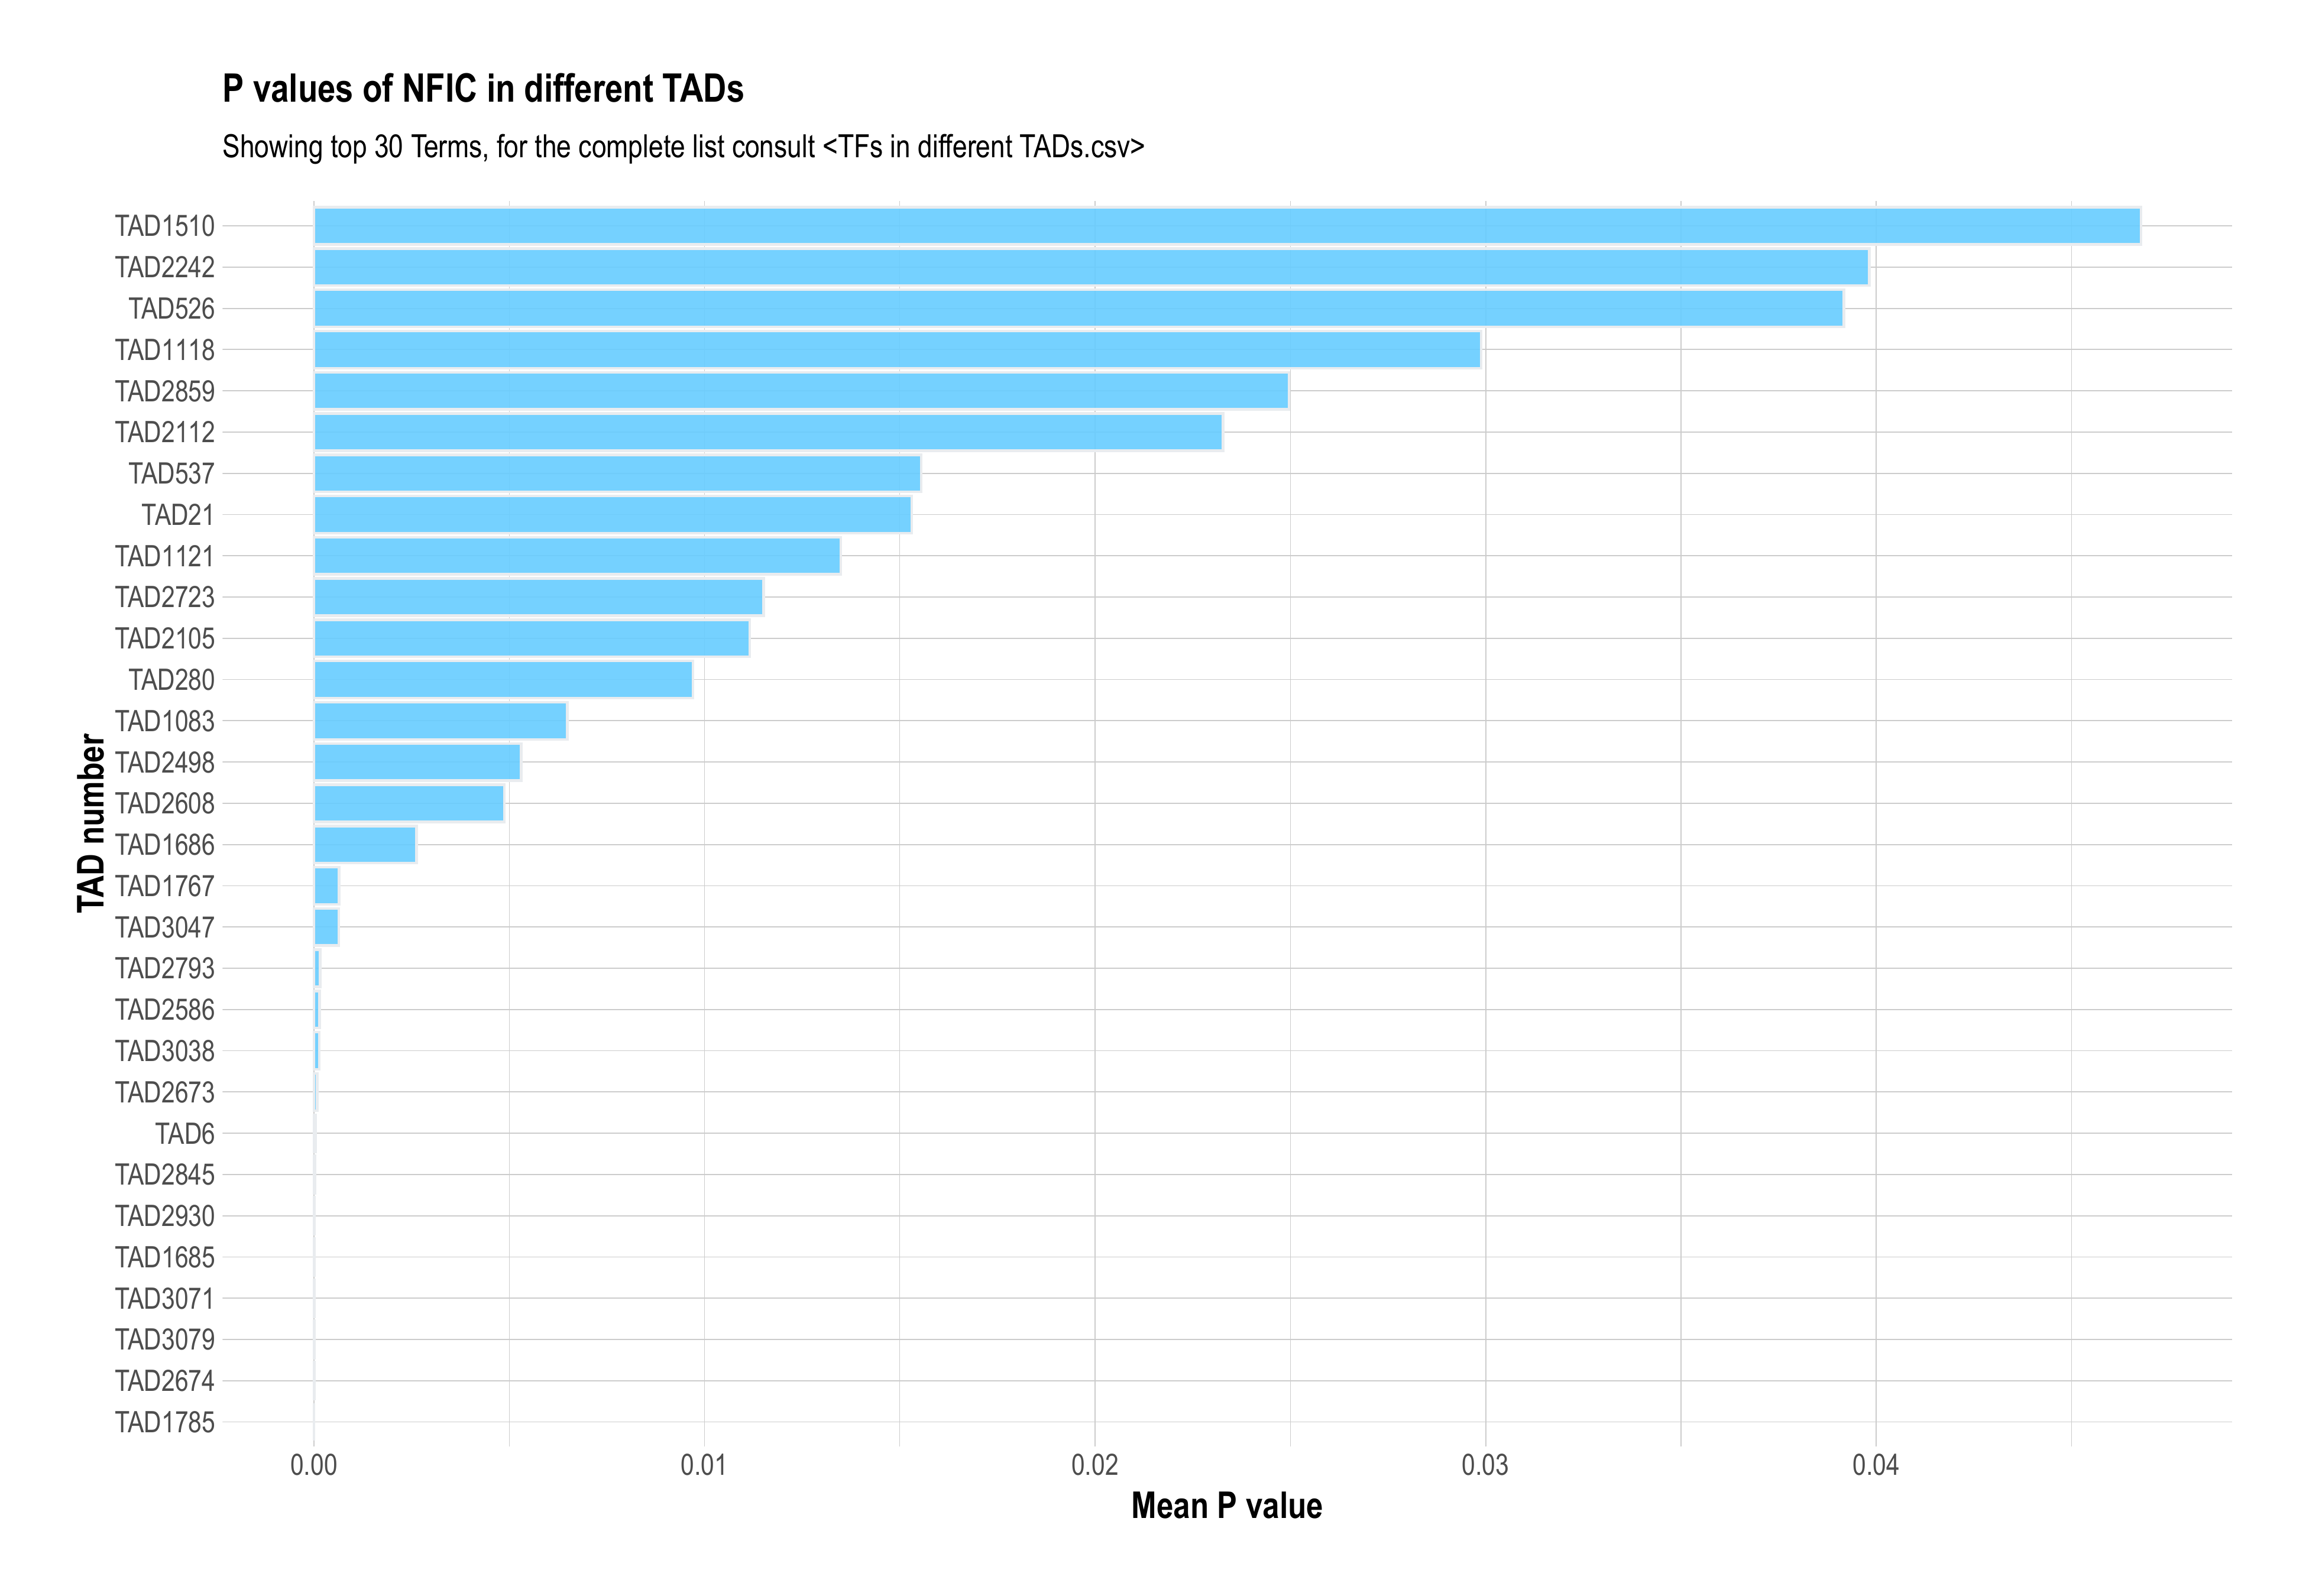 P values of NFIC in different TADs
Showing top 30 Terms, for the complete list consult <TFs in different TADs.csv>
TAD number
TAD1510
TAD2242
TAD526
TAD1118
TAD2859
TAD2112
TAD537
TAD21
TAD1121
TAD2723
TAD2105
TAD280
TAD1083
TAD2498
TAD2608
TAD1686
TAD1767
TAD3047
TAD2793
TAD2586
TAD3038
TAD2673
TAD6
TAD2845
TAD2930
TAD1685
TAD3071
TAD3079
TAD2674
TAD1785
0.00 0.01 0.02 0.03 0.04
Mean P value